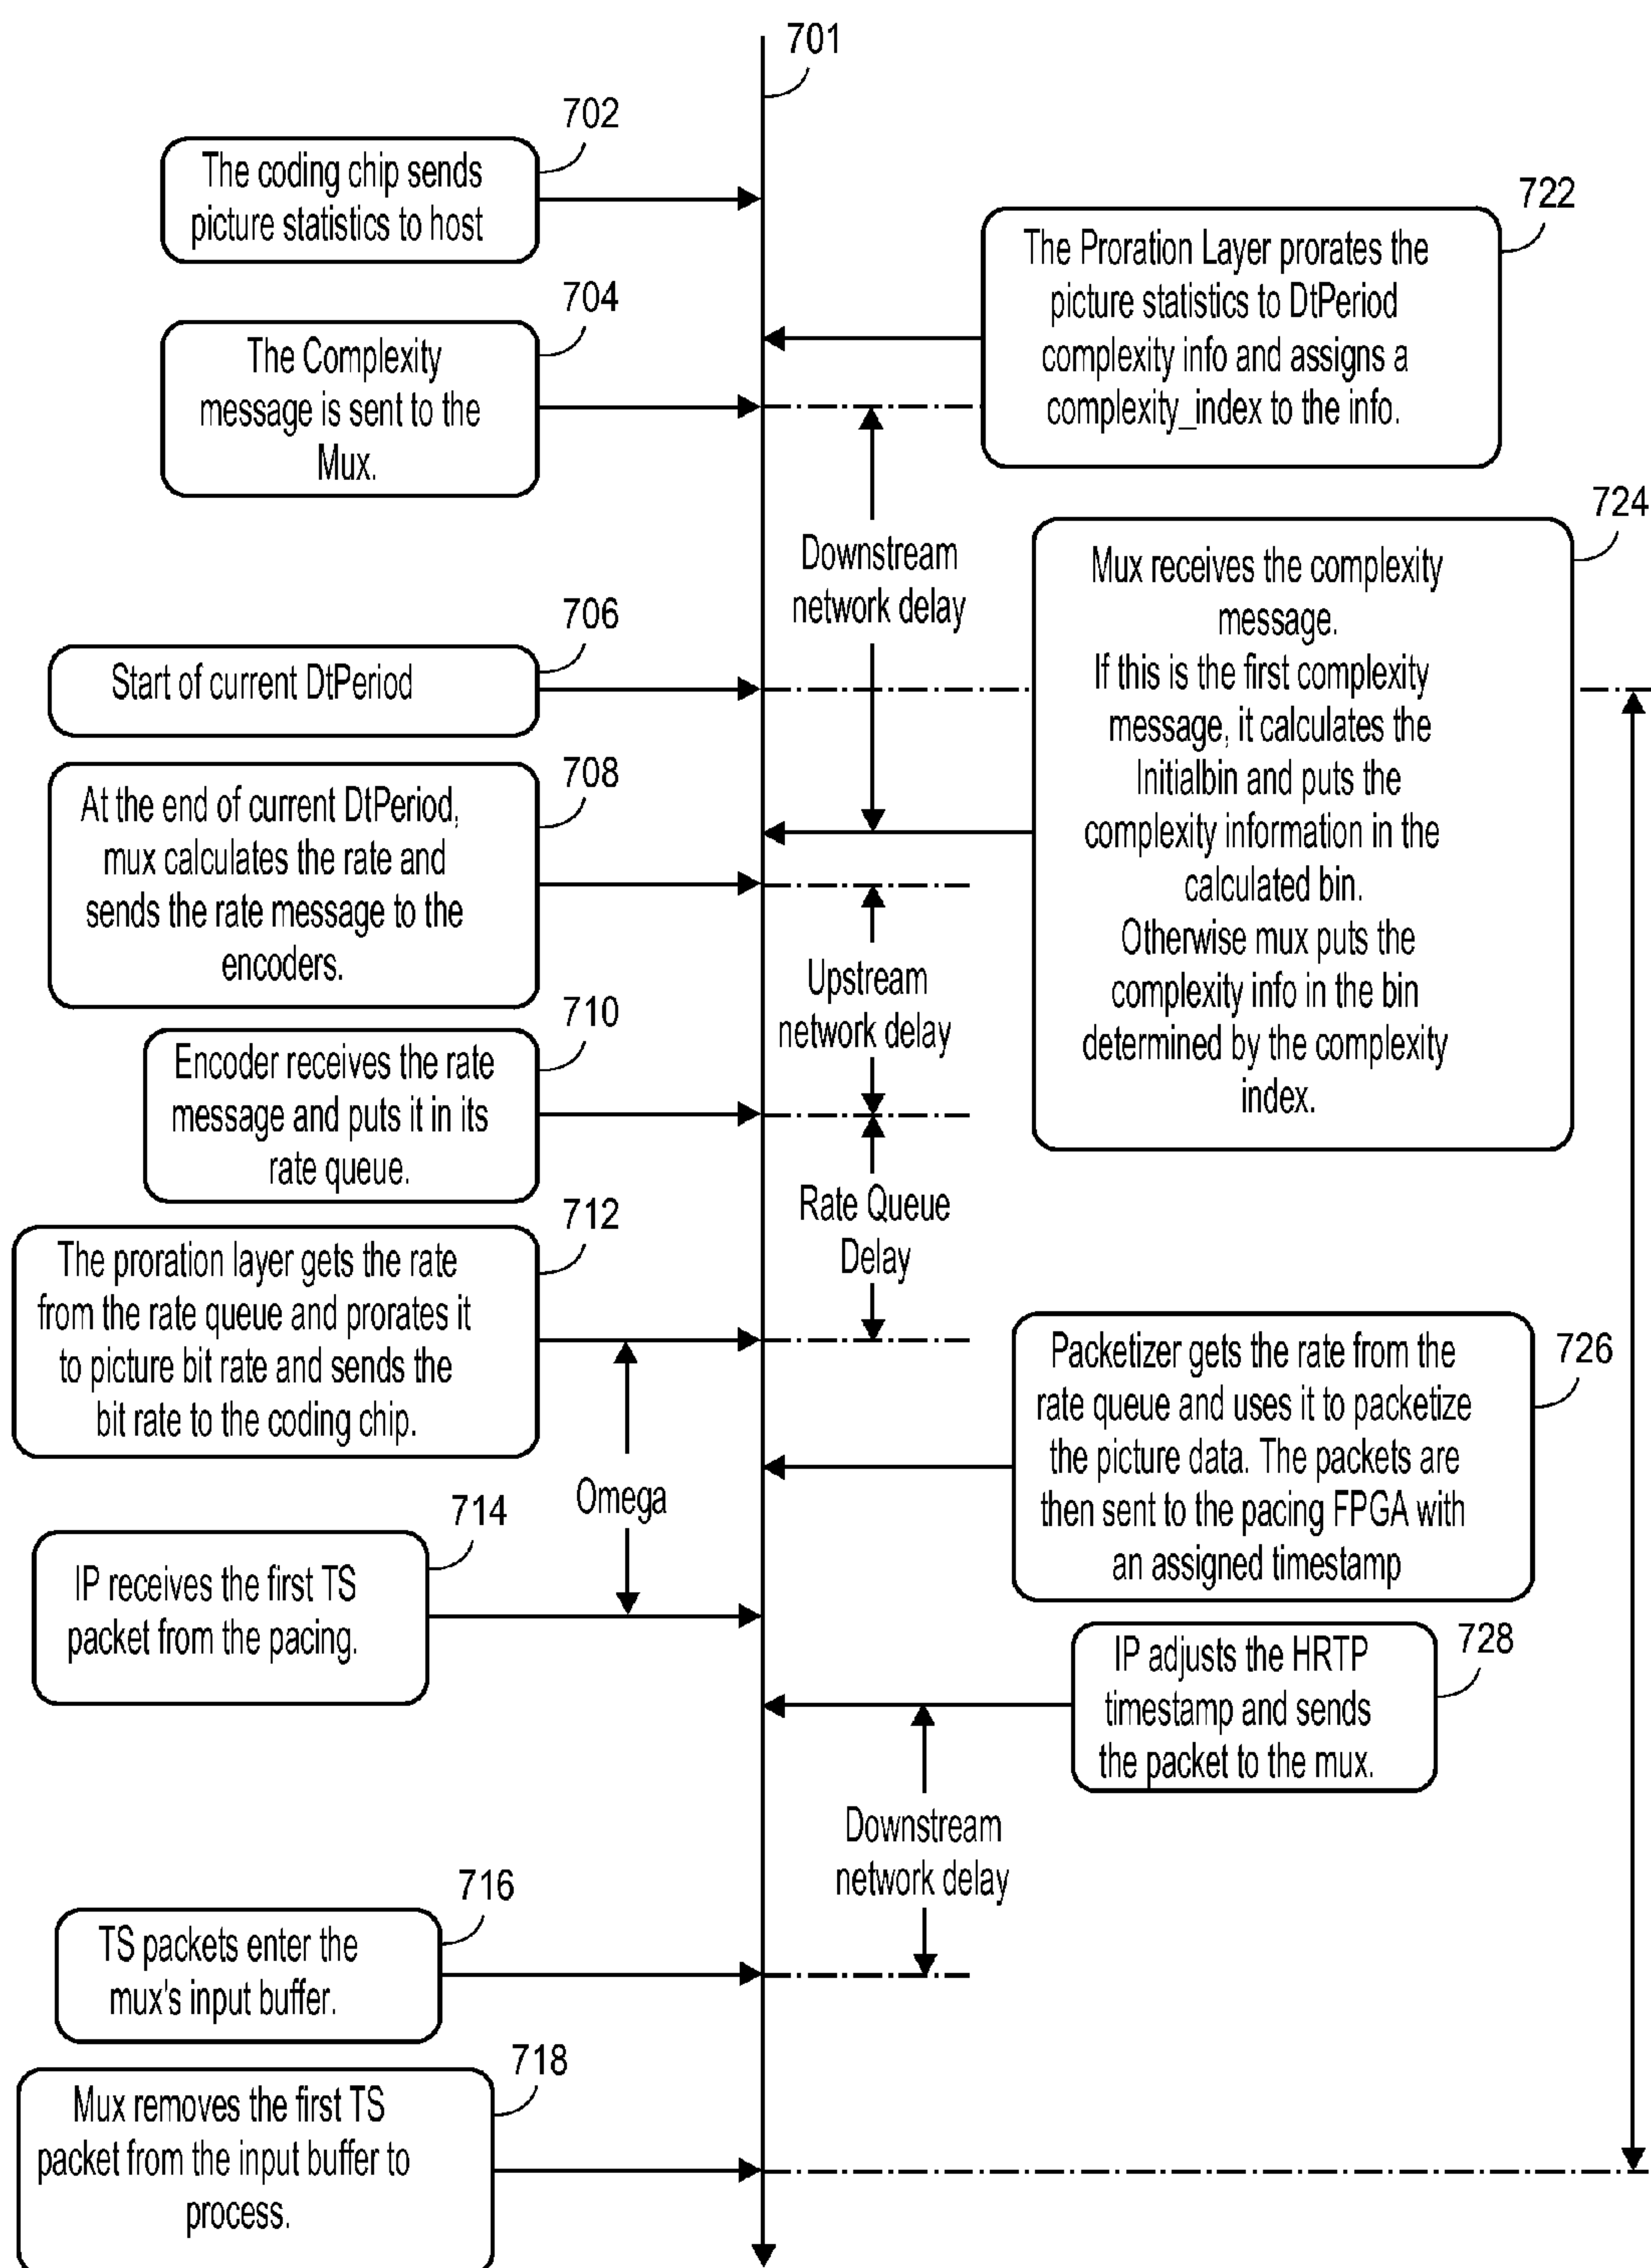 701
702
The coding chip sends
picture statistics to host
722
The Proration Layer prorates the
picture statistics to DtPeriod
complexity info and assigns a
complexity_index to the info.
704
The Complexity
message is sent to the
Mux.
Downstream
network delay
724
Mux receives the complexity
message.
If this is the first complexity
message, it calculates the
Initialbin and puts the
complexity information in the
calculated bin.
Otherwise mux puts the
complexity info in the bin
determined by the complexity
index.
706
Start of current DtPeriod
708
At the end of current DtPeriod,
mux calculates the rate and
sends the rate message to the
encoders.
Upstream
network delay
710
Encoder receives the rate
message and puts it in its
rate queue.
Rate Queue
Delay
712
The proration layer gets the rate
from the rate queue and prorates it
to picture bit rate and sends the
bit rate to the coding chip.
726
Packetizer gets the rate from the
rate queue and uses it to packetize
the picture data. The packets are
then sent to the pacing FPGA with
an assigned timestamp
Omega
714
IP receives the first TS
packet from the pacing.
728
IP adjusts the HRTP
timestamp and sends
the packet to the mux.
Downstream
network delay
716
TS packets enter the
mux's input buffer.
718
Mux removes the first TS
packet from the input buffer to
process.